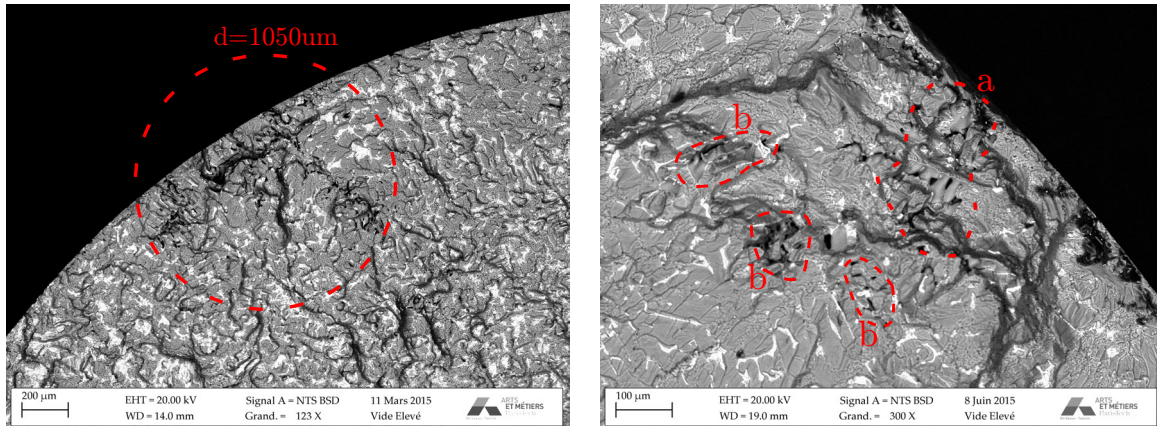 d=1050um
200 µm
EHT = 20.00 kV
Signal A = NTS BSD
11 Mars 2015
WD = 14.0 mm
Grand. = 123 X
Vide Elevé
ARTS
ET MÉTIERS
ParisTech
a
b
b
b
100 µm
EHT = 20.00 kV
Signal A = NTS BSD
8 Juin 2015
WD = 19.0 mm
Grand. = 300 X
Vide Elevé
ARTS
ET MÉTIERS
ParisTech